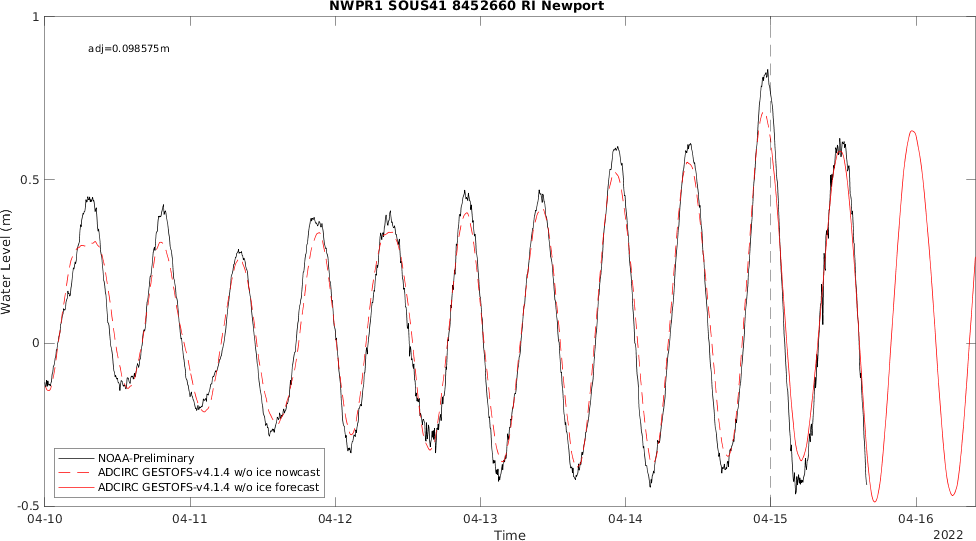 NWPR1 SOUS41 8452660 RI Newport
adj=0.098575m
1
0.5
0
-0.5
Water Level (m)
NOAA-Preliminary
ADCIRC GESTOFS-v4.1.4 w/o ice nowcast
ADCIRC GESTOFS-v4.1.4 w/o ice forecast
04-10 04-11 04-12 04-13 04-14 04-15 04-16
Time
2022